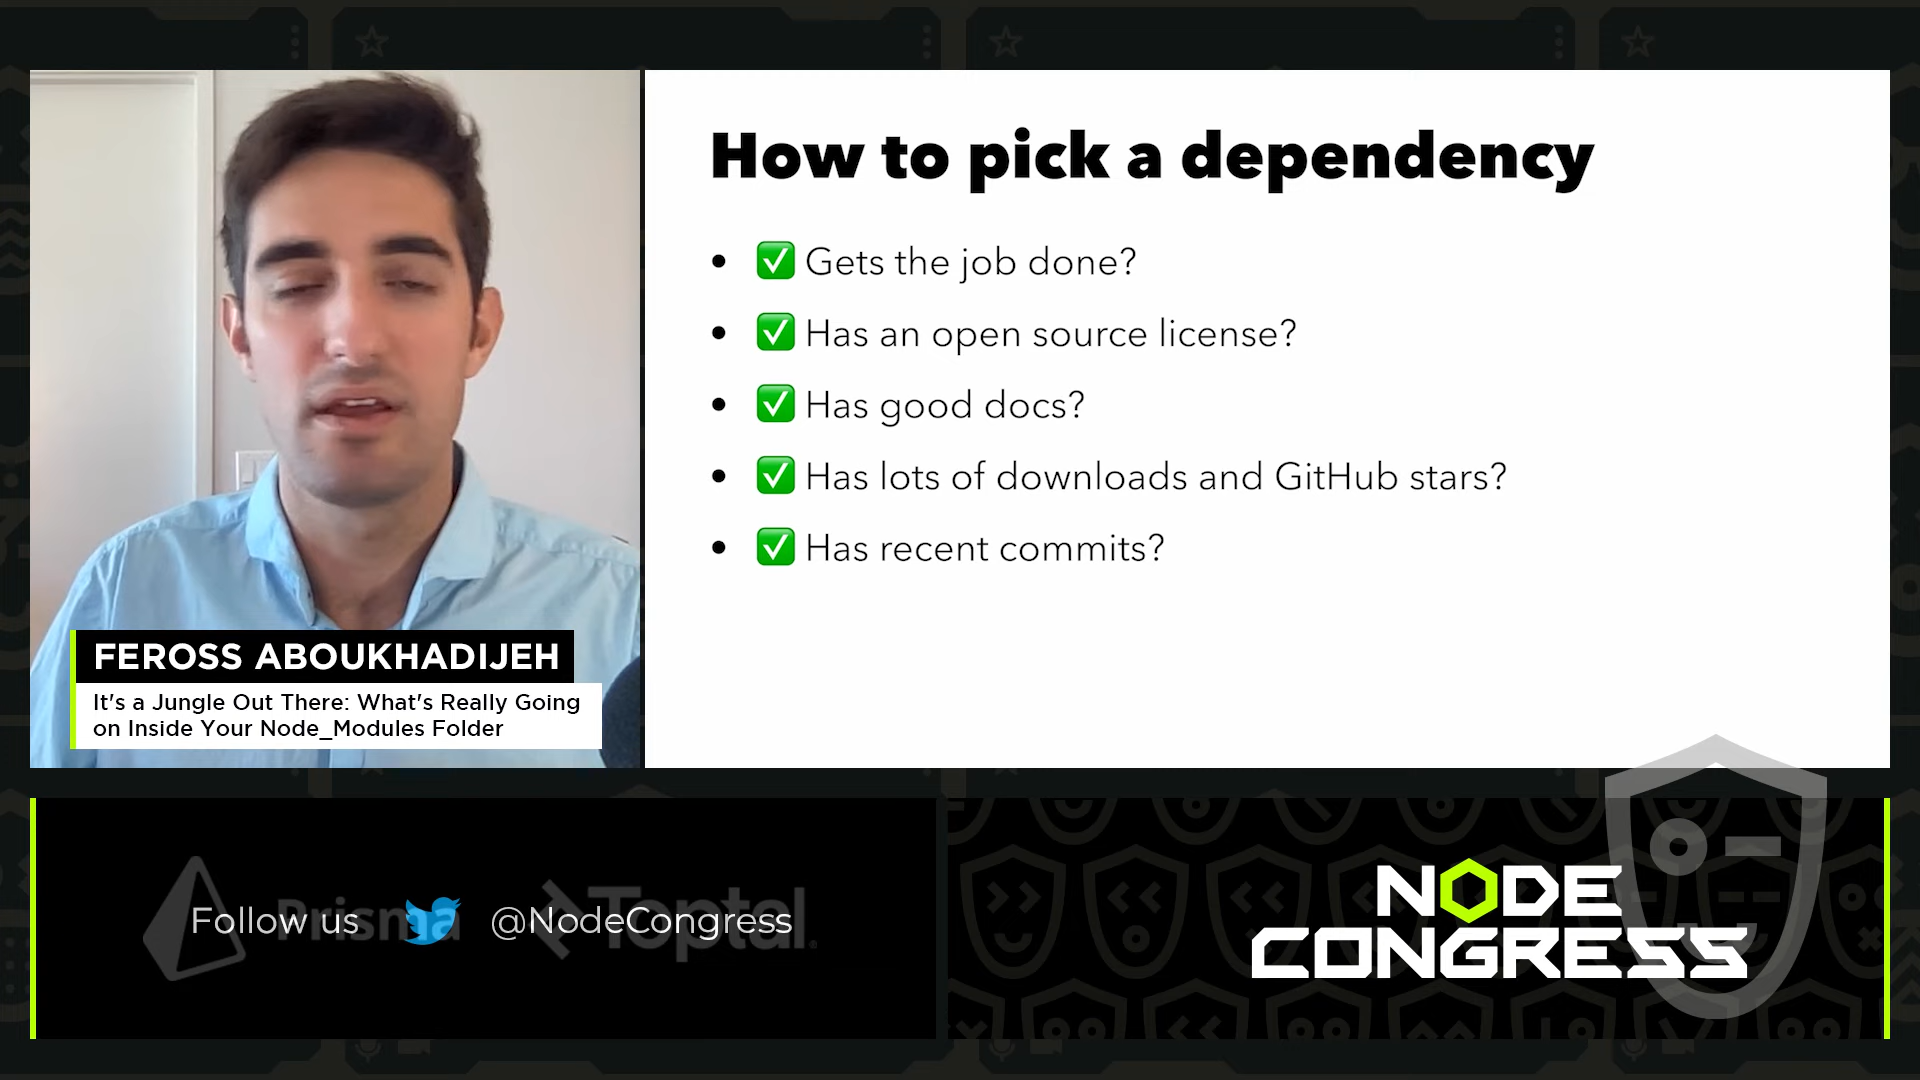 How to pick a dependency
• ✅ Gets the job done?
• ✅ Has an open source license?
• ✅ Has good docs?
• ✅ Has lots of downloads and GitHub stars?
• ✅ Has recent commits?
FEROSS ABOUKHADIJEH
It's a Jungle Out There: What's Really Going
on Inside Your Node_Modules Folder
Follow us @NodeCongress
Prisma Toptal
NODE
CONGRESS